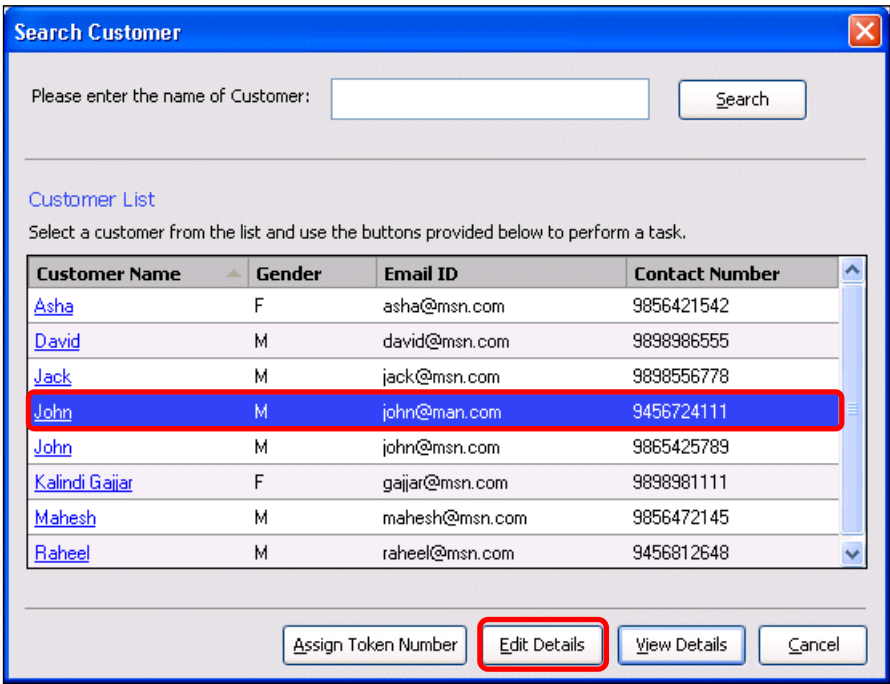 Search Customer
Please enter the name of Customer:
Search
Customer List
Select a customer from the list and use the buttons provided below to perform a task.
Customer Name Gender Email ID Contact Number
Asha F asha@msn.com 9856421542
David M david@msn.com 9898986555
Jack M jack@msn.com 9898556778
John M john@man.com 9456724111
John M john@msn.com 9865425789
Kalindi Gajjar F gajjar@msn.com 9898981111
Mahesh M mahesh@msn.com 9856472145
Raheel M raheel@msn.com 9456812648
Assign Token Number Edit Details View Details Cancel